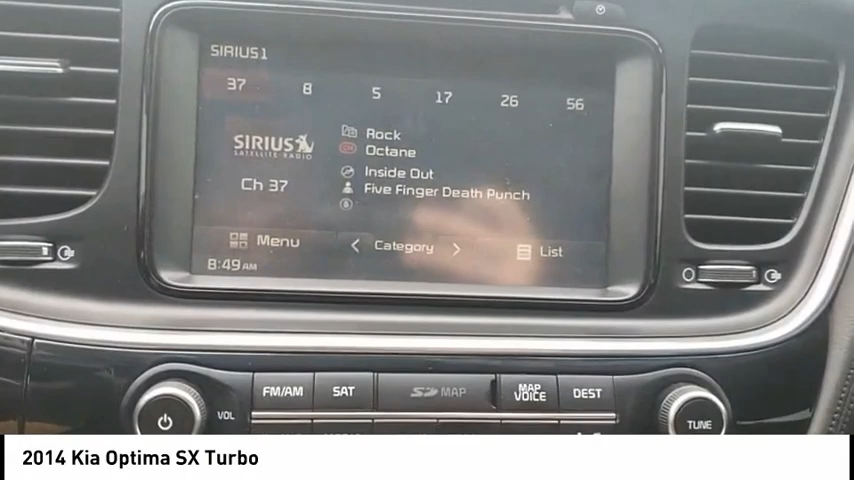 SIRIUS1
37 8 5 17 26 56
Rock
CH Octane
SIRIUS
SATELLITE RADIO
Inside Out
Ch 37
Five Finger Death Punch
Menu < Category > List
8:49 AM
FM/AM SAT SD MAP MAP VOICE DEST
VOL
TUNE
2014 Kia Optima SX Turbo